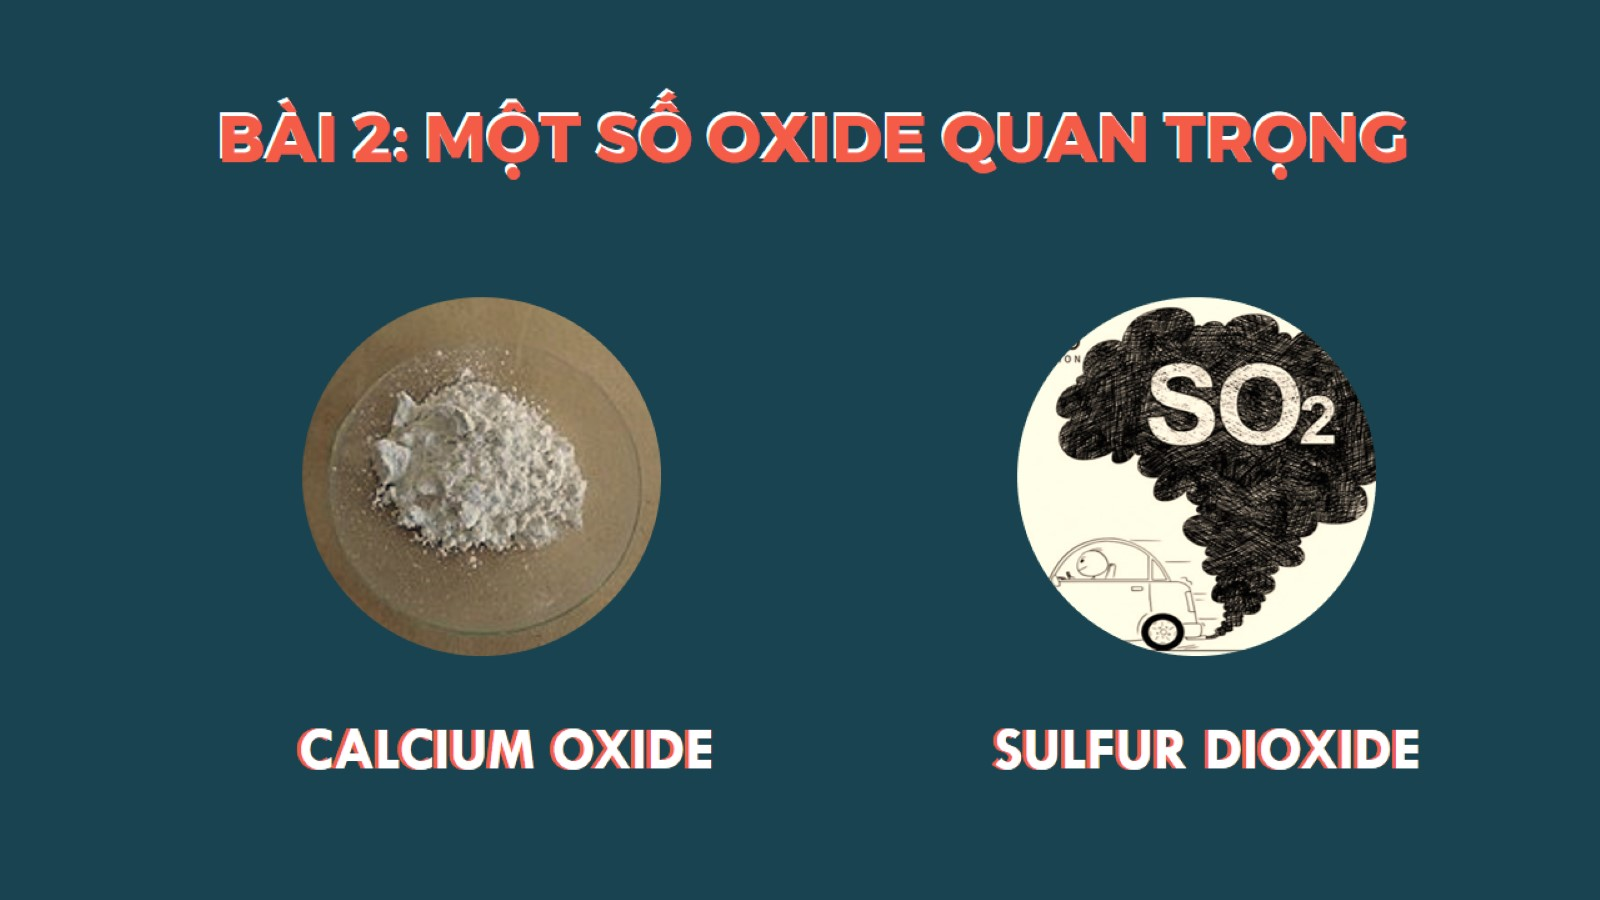 BÀI 2: MỘT SỐ OXIDE QUAN TRỌNG
SO2
CALCIUM OXIDE
SULFUR DIOXIDE